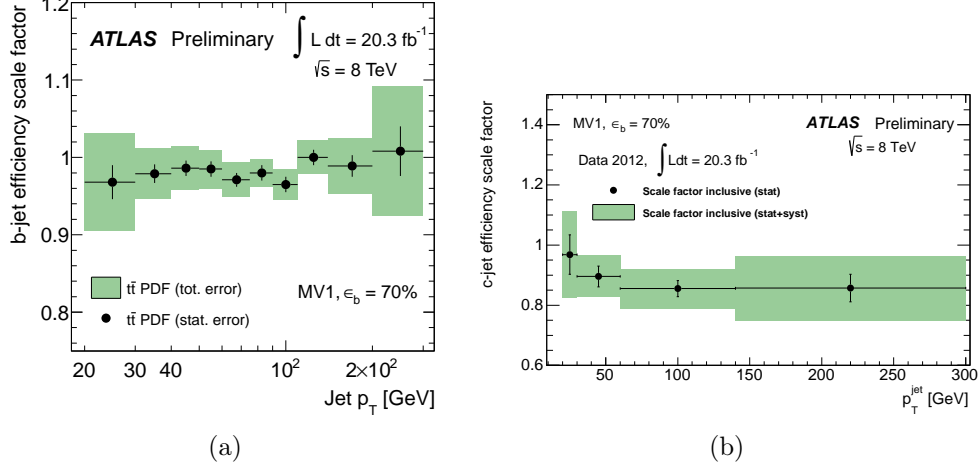 b-jet efficiency scale factor
1.2
1.1
1
0.9
0.8
ATLAS Preliminary
∫ L dt = 20.3 fb⁻¹
√s = 8 TeV
tt̄ PDF (tot. error)
tt̄ PDF (stat. error)
MV1, ϵ_b = 70%
20 30 40 10² 2×10²
Jet p_T [GeV]
(a)
c-jet efficiency scale factor
1.4
1.2
1
0.8
0.6
MV1, ϵ_b = 70%
ATLAS Preliminary
√s = 8 TeV
Data 2012, ∫ Ldt = 20.3 fb⁻¹
Scale factor inclusive (stat)
Scale factor inclusive (stat+syst)
50 100 150 200 250 300
p_T^jet [GeV]
(b)